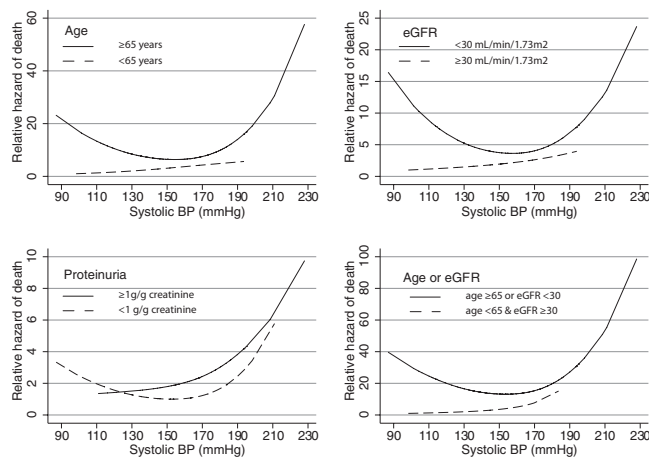 Age
≥65 years
<65 years
Relative hazard of death
60
40
20
0
90 110 130 150 170 190 210 230
Systolic BP (mmHg)
eGFR
<30 mL/min/1.73m2
≥30 mL/min/1.73m2
Relative hazard of death
25
20
15
10
5
0
90 110 130 150 170 190 210 230
Systolic BP (mmHg)
Proteinuria
≥1g/g creatinine
<1 g/g creatinine
Relative hazard of death
10
8
6
4
2
0
90 110 130 150 170 190 210 230
Systolic BP (mmHg)
Age or eGFR
age ≥65 or eGFR <30
age <65 & eGFR ≥30
Relative hazard of death
100
80
60
40
20
0
90 110 130 150 170 190 210 230
Systolic BP (mmHg)